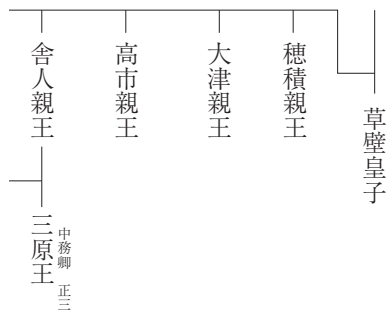 草壁皇子
穂積親王
大津親王
高市親王
舎人親王
三原王
中務卿 正三